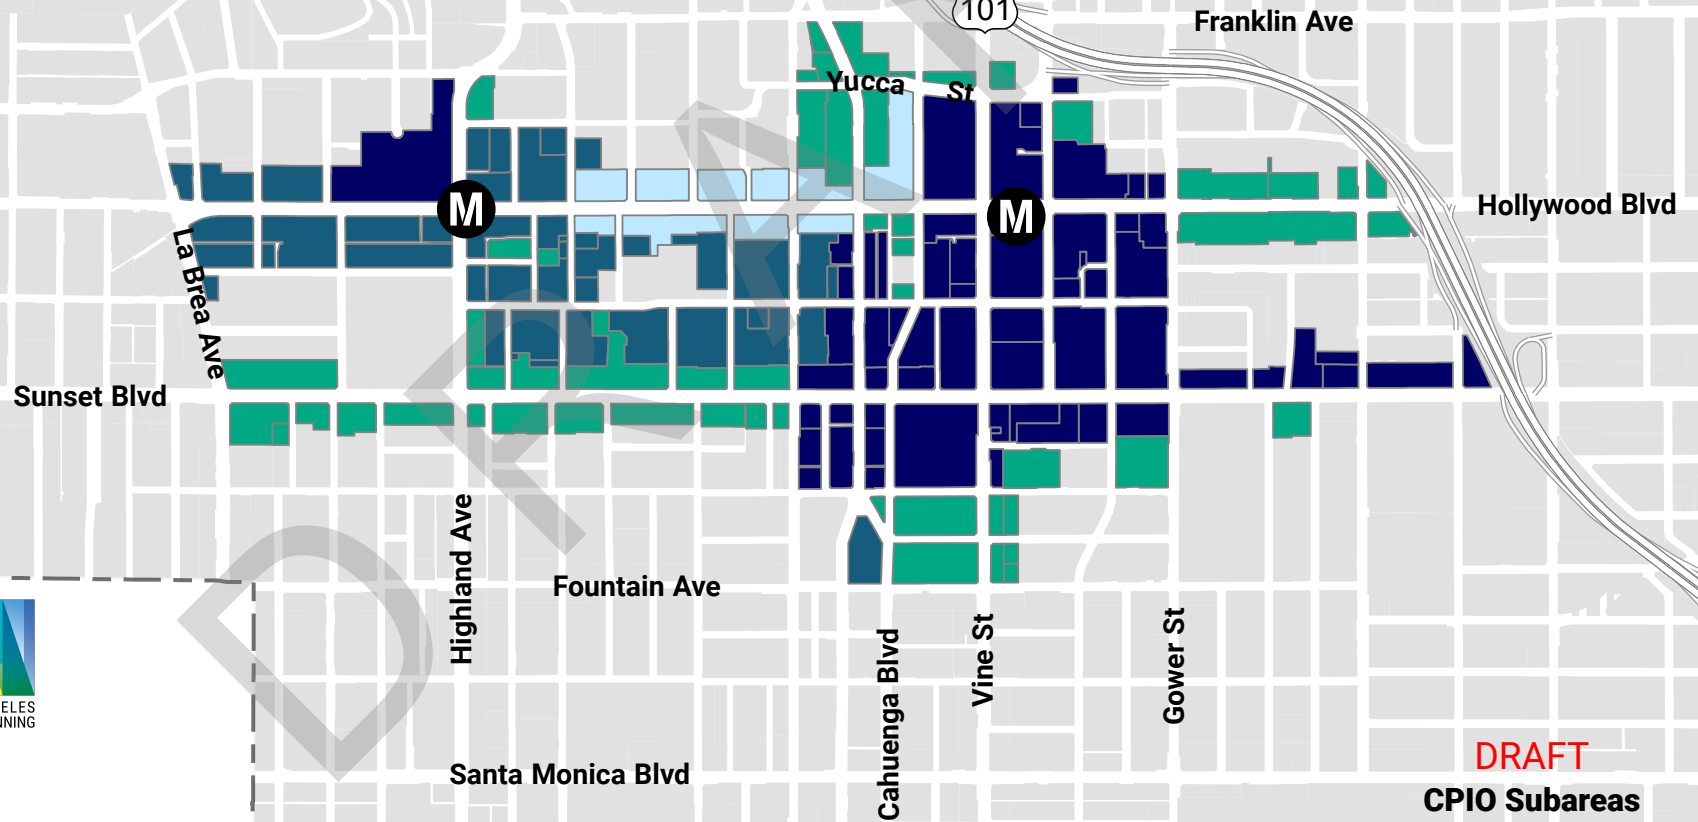 101
Franklin Ave
Yucca St
M
M
Hollywood Blvd
La Brea Ave
Sunset Blvd
Highland Ave
Fountain Ave
Cahuenga Blvd
Vine St
Gower St
ELES
NNING
Santa Monica Blvd
DRAFT
DRAFT
CPIO Subareas